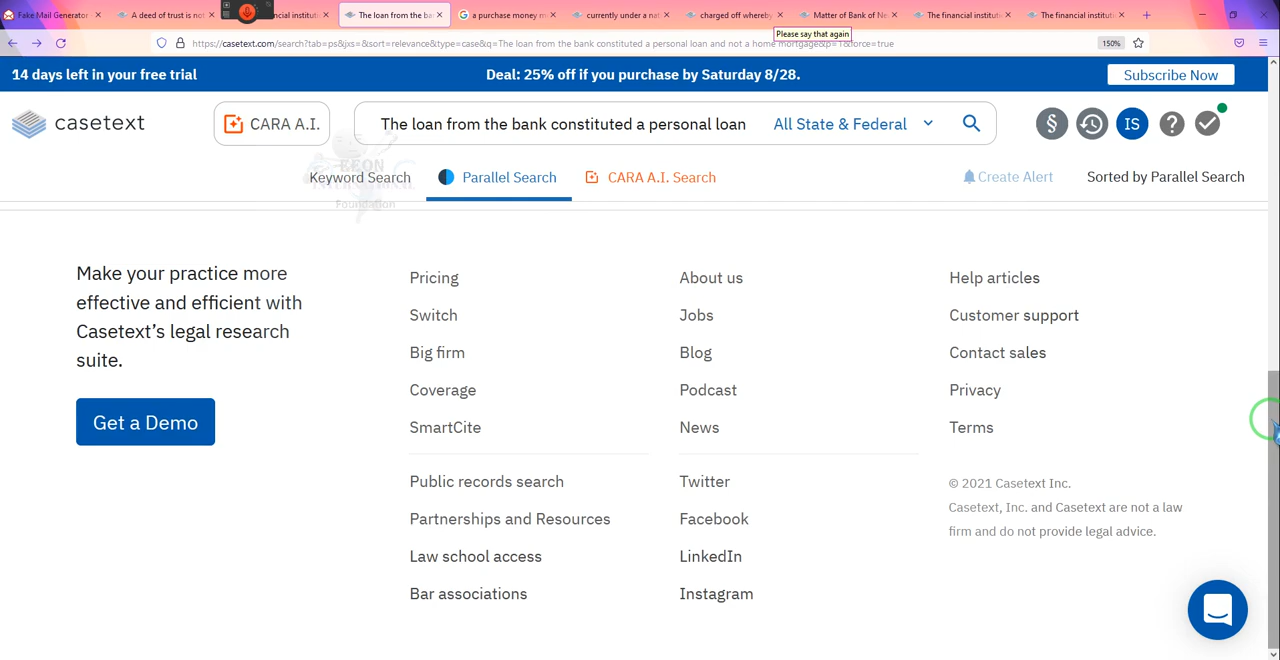 Fake Mail Generator
A deed of trust is not
ncial institut
The loan from the ba
a purchase money m
currently under a nat
charged off whereby
Matter of Bank of Ne
The financial institut
The financial institut
Please say that again
https://casetext.com/search?tab=ps&jxs=&sort=relevance&type=case&q=The loan from the bank constituted a personal loan and not a home mortgage&p=1&force=true
150%
14 days left in your free trial
Deal: 25% off if you purchase by Saturday 8/28.
Subscribe Now
casetext
CARA A.I.
The loan from the bank constituted a personal loan
All State & Federal
IS
EEON
INTERNATIONAL
Foundation
Keyword Search
Parallel Search
CARA A.I. Search
Create Alert
Sorted by Parallel Search
Make your practice more
effective and efficient with
Casetext’s legal research
suite.
Get a Demo
Pricing
Switch
Big firm
Coverage
SmartCite
Public records search
Partnerships and Resources
Law school access
Bar associations
About us
Jobs
Blog
Podcast
News
Twitter
Facebook
LinkedIn
Instagram
Help articles
Customer support
Contact sales
Privacy
Terms
© 2021 Casetext Inc.
Casetext, Inc. and Casetext are not a law
firm and do not provide legal advice.